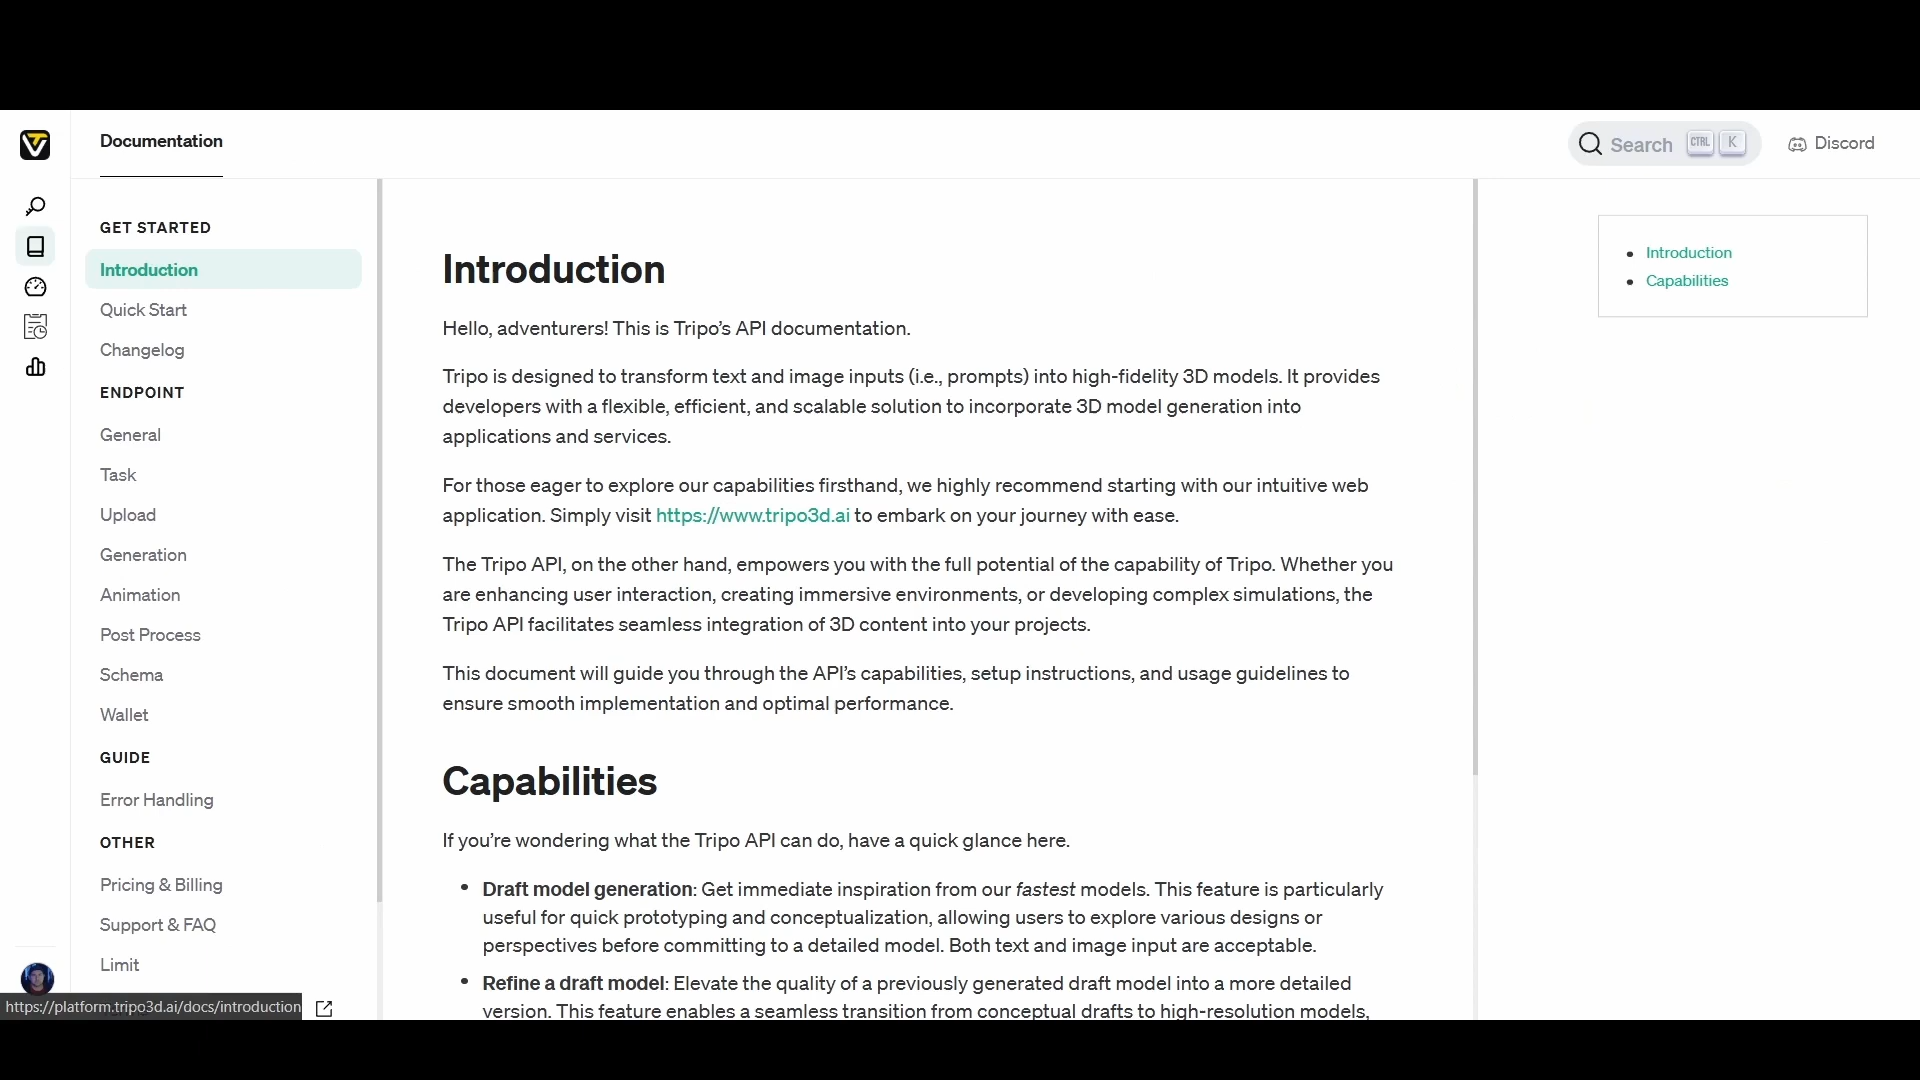 Documentation
Search CTRL K
Discord
GET STARTED
Introduction
Quick Start
Changelog
ENDPOINT
General
Task
Upload
Generation
Animation
Post Process
Schema
Wallet
GUIDE
Error Handling
OTHER
Pricing & Billing
Support & FAQ
Limit
https://platform.tripo3d.ai/docs/introduction
Introduction
Hello, adventurers! This is Tripo’s API documentation.
Tripo is designed to transform text and image inputs (i.e., prompts) into high-fidelity 3D models. It provides
developers with a flexible, efficient, and scalable solution to incorporate 3D model generation into
applications and services.
For those eager to explore our capabilities firsthand, we highly recommend starting with our intuitive web
application. Simply visit https://www.tripo3d.ai to embark on your journey with ease.
The Tripo API, on the other hand, empowers you with the full potential of the capability of Tripo. Whether you
are enhancing user interaction, creating immersive environments, or developing complex simulations, the
Tripo API facilitates seamless integration of 3D content into your projects.
This document will guide you through the API’s capabilities, setup instructions, and usage guidelines to
ensure smooth implementation and optimal performance.
Capabilities
If you’re wondering what the Tripo API can do, have a quick glance here.
• Draft model generation: Get immediate inspiration from our fastest models. This feature is particularly
useful for quick prototyping and conceptualization, allowing users to explore various designs or
perspectives before committing to a detailed model. Both text and image input are acceptable.
• Refine a draft model: Elevate the quality of a previously generated draft model into a more detailed
version. This feature enables a seamless transition from conceptual drafts to high-resolution models,
• Introduction
• Capabilities